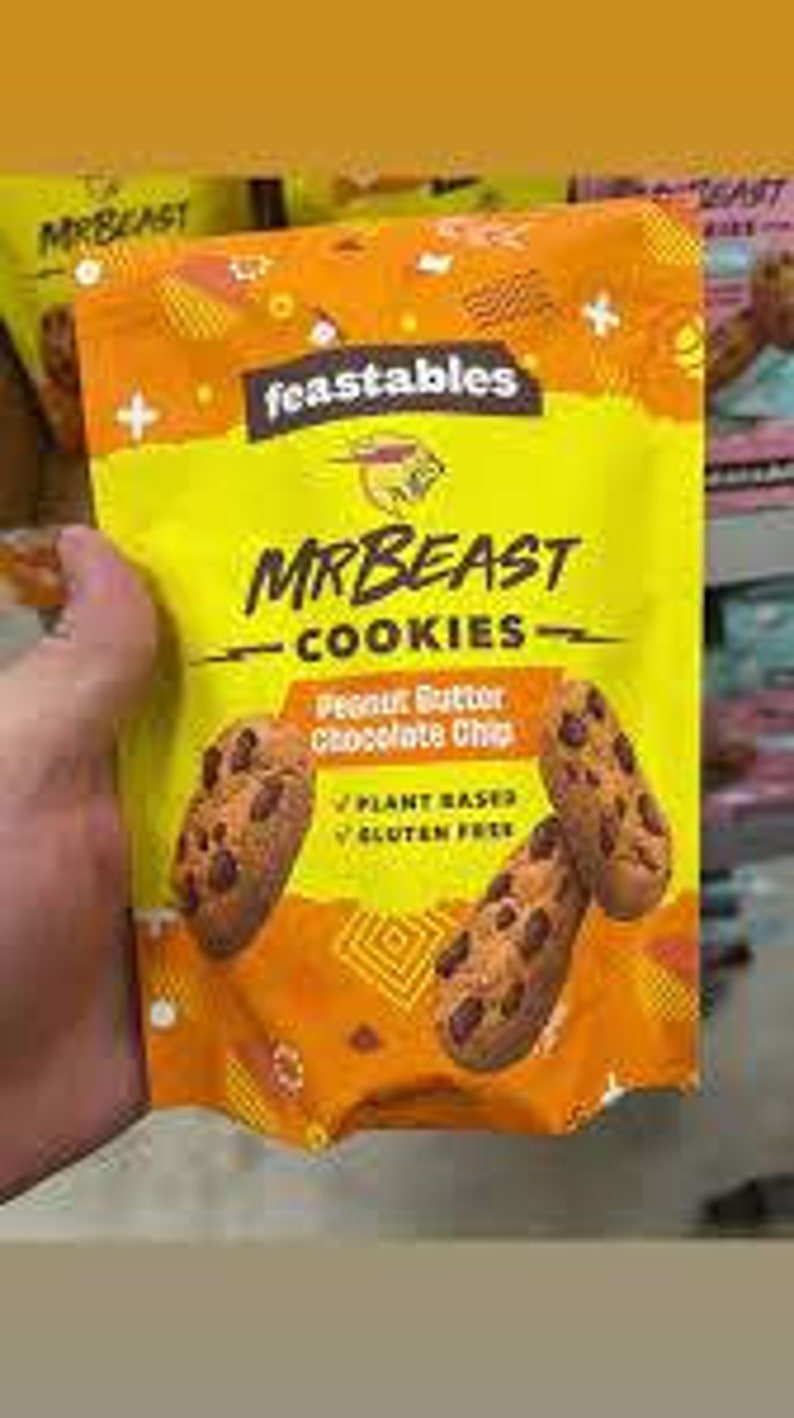 MRBEAST
feastables
MRBEAST
COOKIES
Peanut Butter
Chocolate Chip
√ PLANT BASED
√ GLUTEN FREE